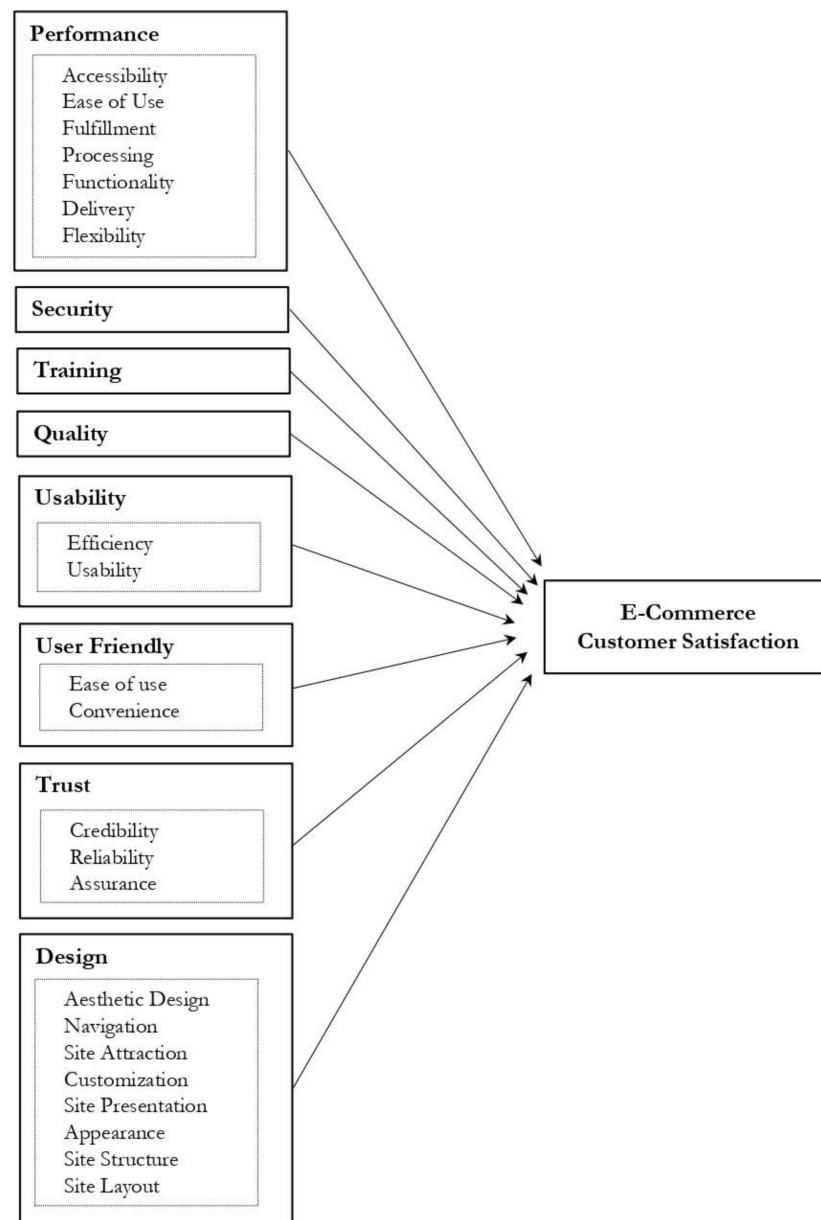 Performance
Accessibility
Ease of Use
Fulfillment
Processing
Functionality
Delivery
Flexibility
Security
Training
Quality
Usability
Efficiency
Usability
User Friendly
Ease of use
Convenience
Trust
Credibility
Reliability
Assurance
Design
Aesthetic Design
Navigation
Site Attraction
Customization
Site Presentation
Appearance
Site Structure
Site Layout
E-Commerce
Customer Satisfaction